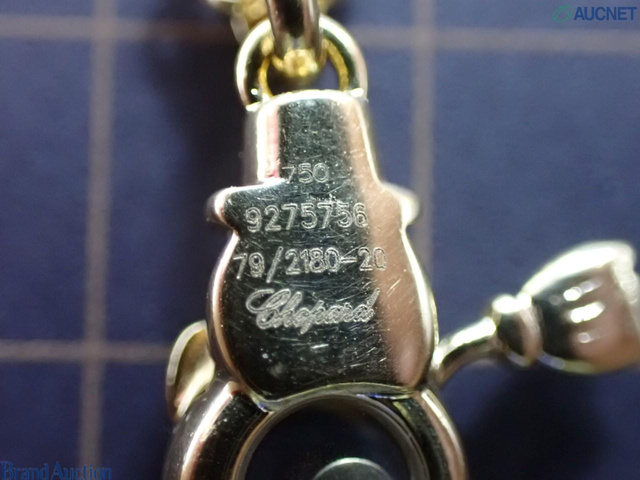 AUCNET
750
9275756
79/2180-20
Chopard
Brand Auction